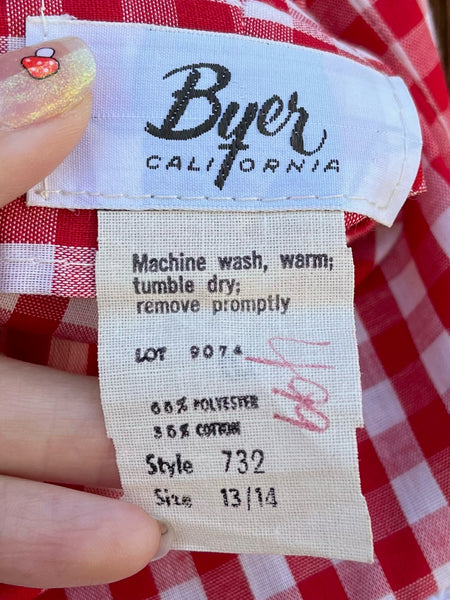 Byer
CALIFORNIA
Machine wash, warm;
tumble dry;
remove promptly
LOT 9074
65% POLYESTER
35% COTTON
Style 732
Size 13/14